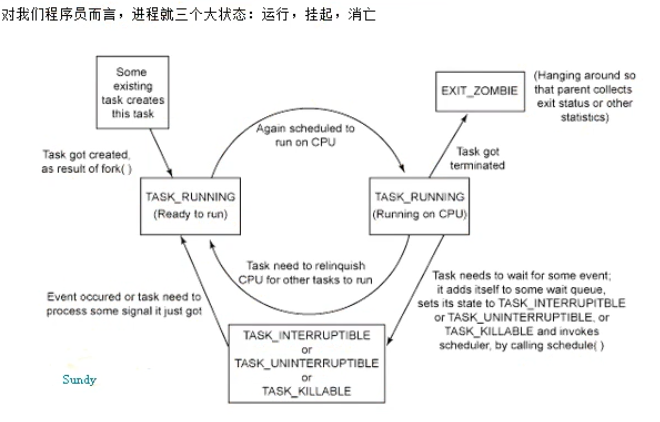 对我们程序员而言，进程就三个大状态：运行，挂起，消亡
Some
existing
task creates
this task
EXIT_ZOMBIE
(Hanging around so
that parent collects
exit status or other
statistics)
Again scheduled to
run on CPU
Task got created,
as result of fork( )
Task got
terminated
TASK_RUNNING
(Ready to run)
TASK_RUNNING
(Running on CPU)
Task need to relinquish
CPU for other tasks to run
Event occured or task need to
process some signal it just got
Task needs to wait for some event;
it adds itself to some wait queue,
sets its state to TASK_INTERRUPITBLE
or TASK_UNINTERRUPTIBLE, or
TASK_KILLABLE and invokes
scheduler, by calling schedule( )
TASK_INTERRUPTIBLE
or
TASK_UNINTERRUPTIBLE
or
TASK_KILLABLE
Sundy